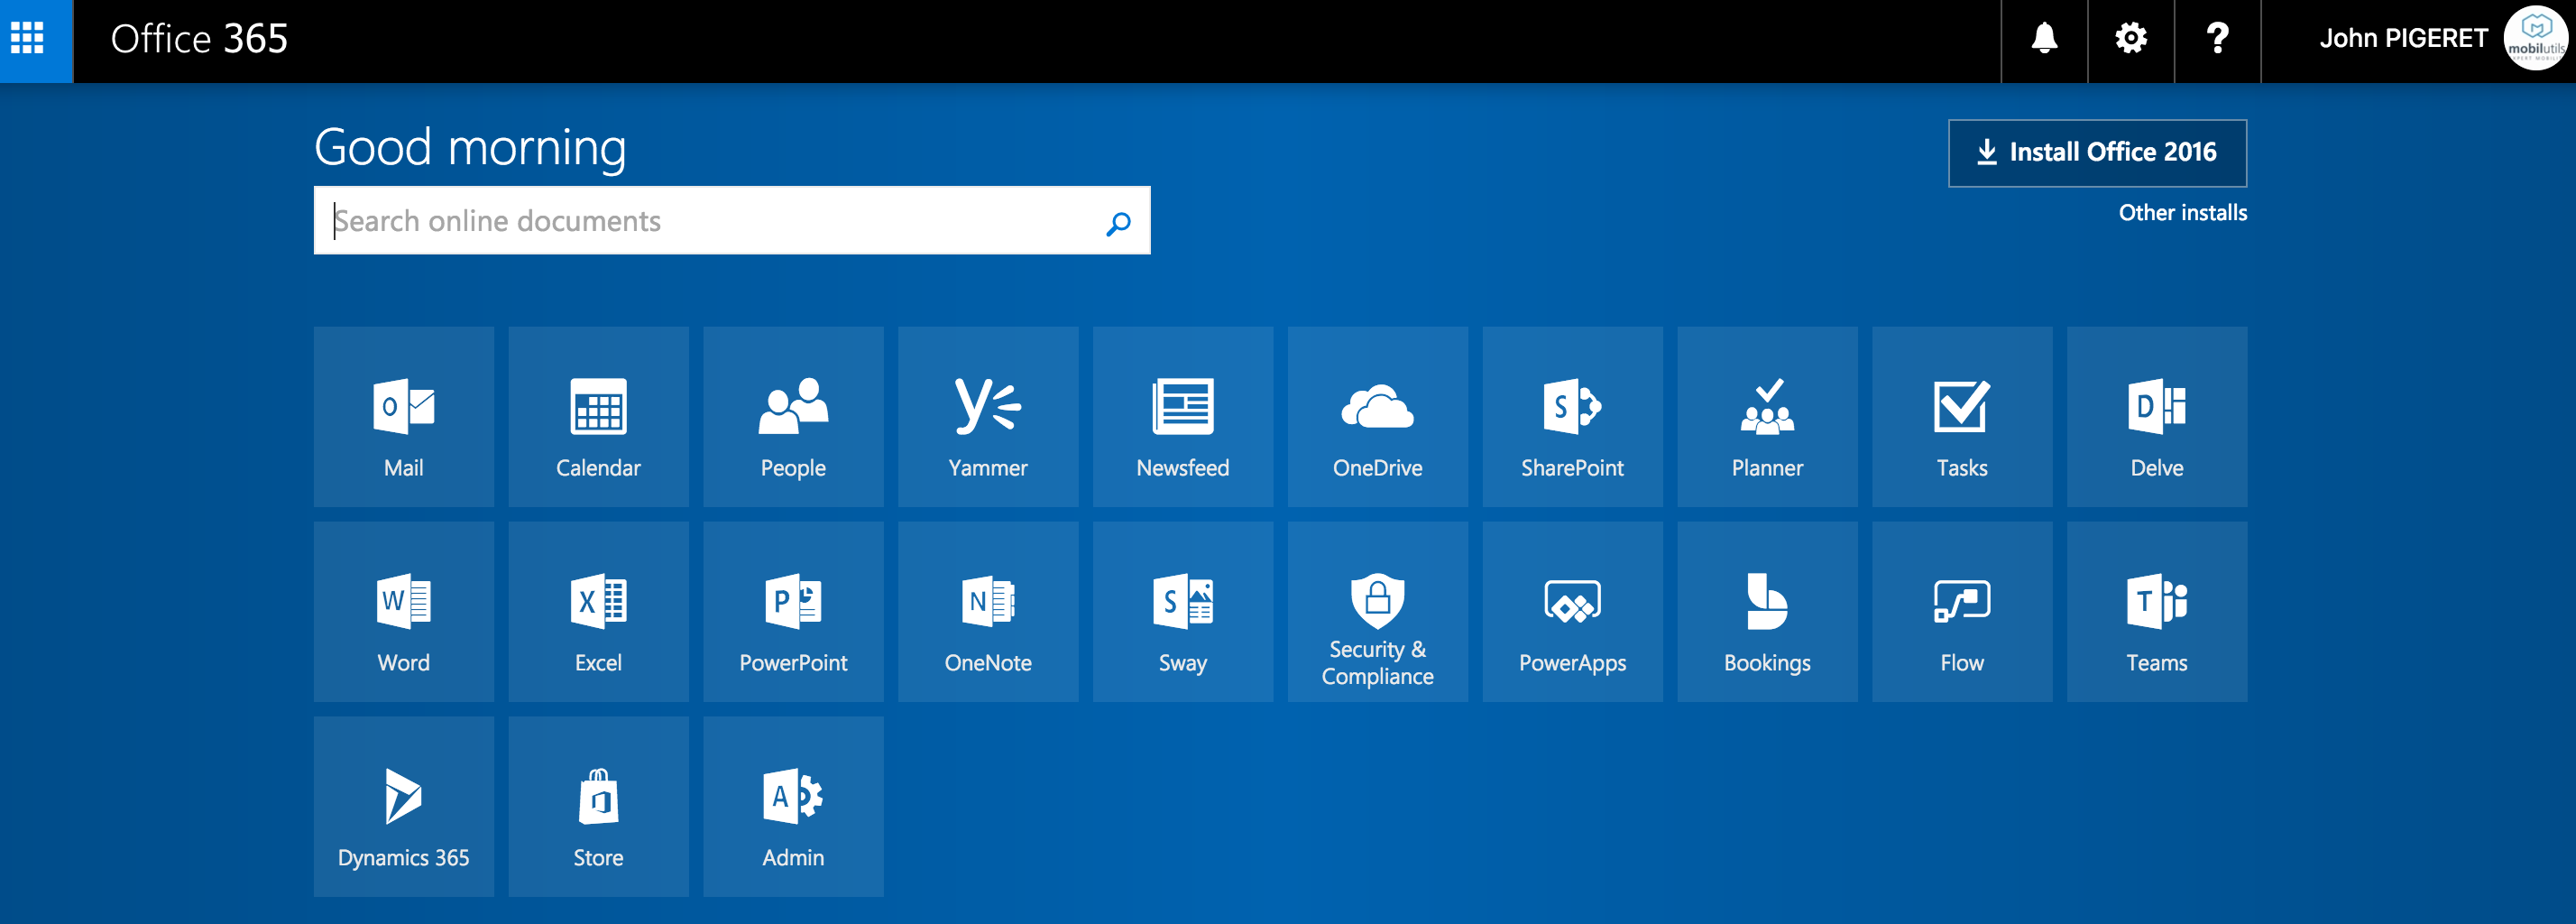 Office 365
John PIGERET
mobilutils
Good morning
Install Office 2016
Search online documents
Other installs
Mail
Calendar
People
Yammer
Newsfeed
OneDrive
SharePoint
Planner
Tasks
Delve
Word
Excel
PowerPoint
OneNote
Sway
Security &
Compliance
PowerApps
Bookings
Flow
Teams
Dynamics 365
Store
Admin